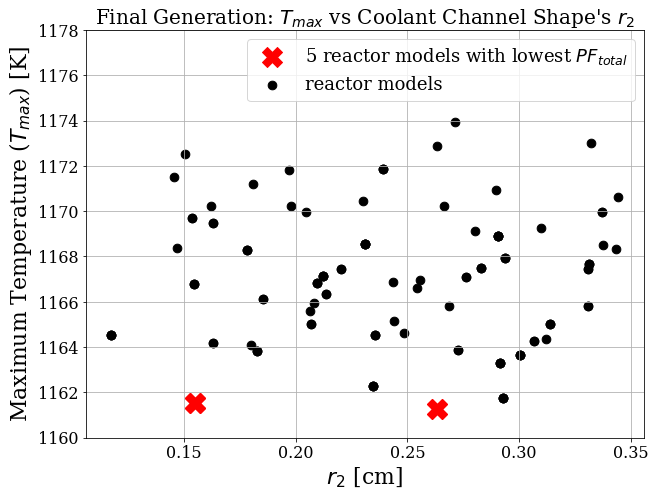 Final Generation: T_max vs Coolant Channel Shape's r_2
5 reactor models with lowest PF_total
reactor models
Maximum Temperature (T_max) [K]
1178
1176
1174
1172
1170
1168
1166
1164
1162
1160
0.15 0.20 0.25 0.30 0.35
r_2 [cm]